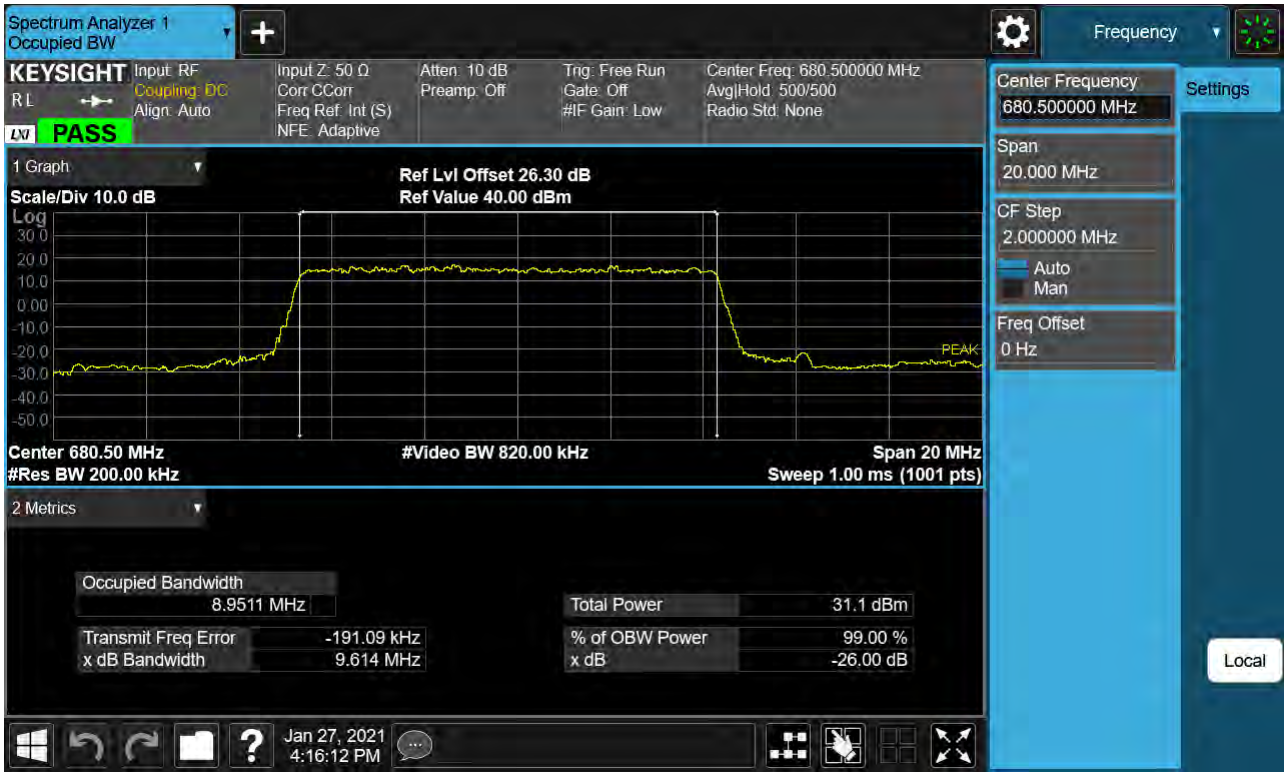 Spectrum Analyzer 1
Occupied BW
Frequency
KEYSIGHT
R L
LXI
PASS
Input: RF
Coupling: DC
Align: Auto
Input Z: 50 Ω
Corr CCorr
Freq Ref: Int (S)
NFE: Adaptive
Atten: 10 dB
Preamp: Off
Trig: Free Run
Gate: Off
#IF Gain: Low
Center Freq: 680.500000 MHz
Avg|Hold: 500/500
Radio Std: None
Center Frequency
680.500000 MHz
Settings
Span
20.000 MHz
CF Step
2.000000 MHz
Auto
Man
Freq Offset
0 Hz
Local
1 Graph
Scale/Div 10.0 dB
Ref Lvl Offset 26.30 dB
Ref Value 40.00 dBm
Log
30.0
20.0
10.0
0.00
-10.0
-20.0
-30.0
-40.0
-50.0
PEAK
Center 680.50 MHz
#Video BW 820.00 kHz
Span 20 MHz
#Res BW 200.00 kHz
Sweep 1.00 ms (1001 pts)
2 Metrics
Occupied Bandwidth
8.9511 MHz
Total Power 31.1 dBm
Transmit Freq Error -191.09 kHz
% of OBW Power 99.00 %
x dB Bandwidth 9.614 MHz
x dB -26.00 dB
Jan 27, 2021
4:16:12 PM